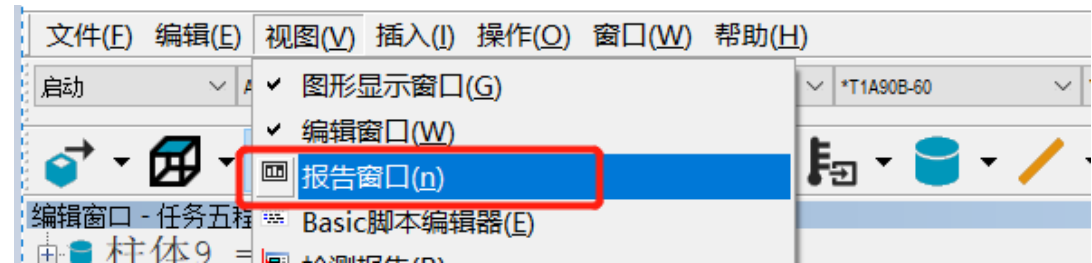 文件(F) 编辑(E) 视图(V) 插入(I) 操作(O) 窗口(W) 帮助(H)
启动
图形显示窗口(G)
*T1A90B-60
编辑窗口(W)
报告窗口(n)
编辑窗口 - 任务五程
Basic脚本编辑器(E)
柱体9 =